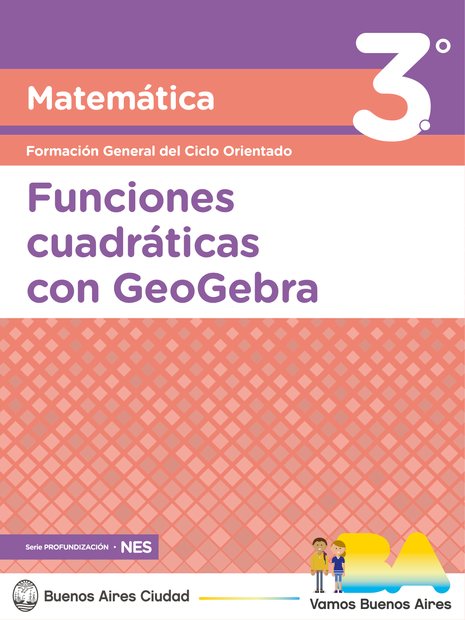 3.°
Matemática
Formación General del Ciclo Orientado
Funciones
cuadráticas
con GeoGebra
Serie PROFUNDIZACIÓN · NES
BA
Buenos Aires Ciudad
Vamos Buenos Aires